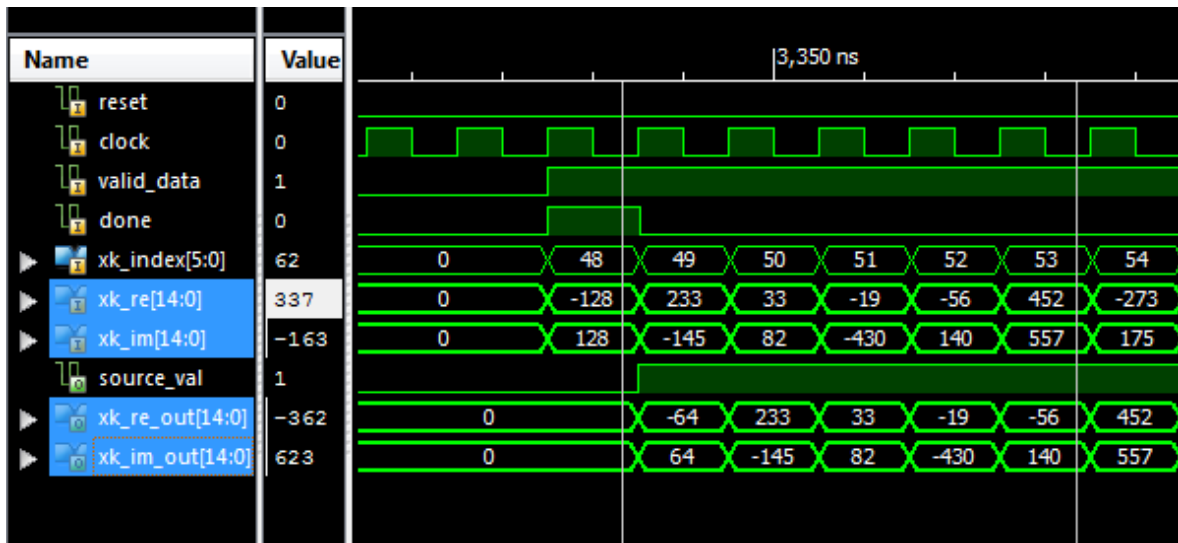 Name Value 3,350 ns
reset 0
clock 0
valid_data 1
done 0
xk_index[5:0] 62 0 48 49 50 51 52 53 54
xk_re[14:0] 337 0 -128 233 33 -19 -56 452 -273
xk_im[14:0] -163 0 128 -145 82 -430 140 557 175
source_val 1
xk_re_out[14:0] -362 0 -64 233 33 -19 -56 452
xk_im_out[14:0] 623 0 64 -145 82 -430 140 557